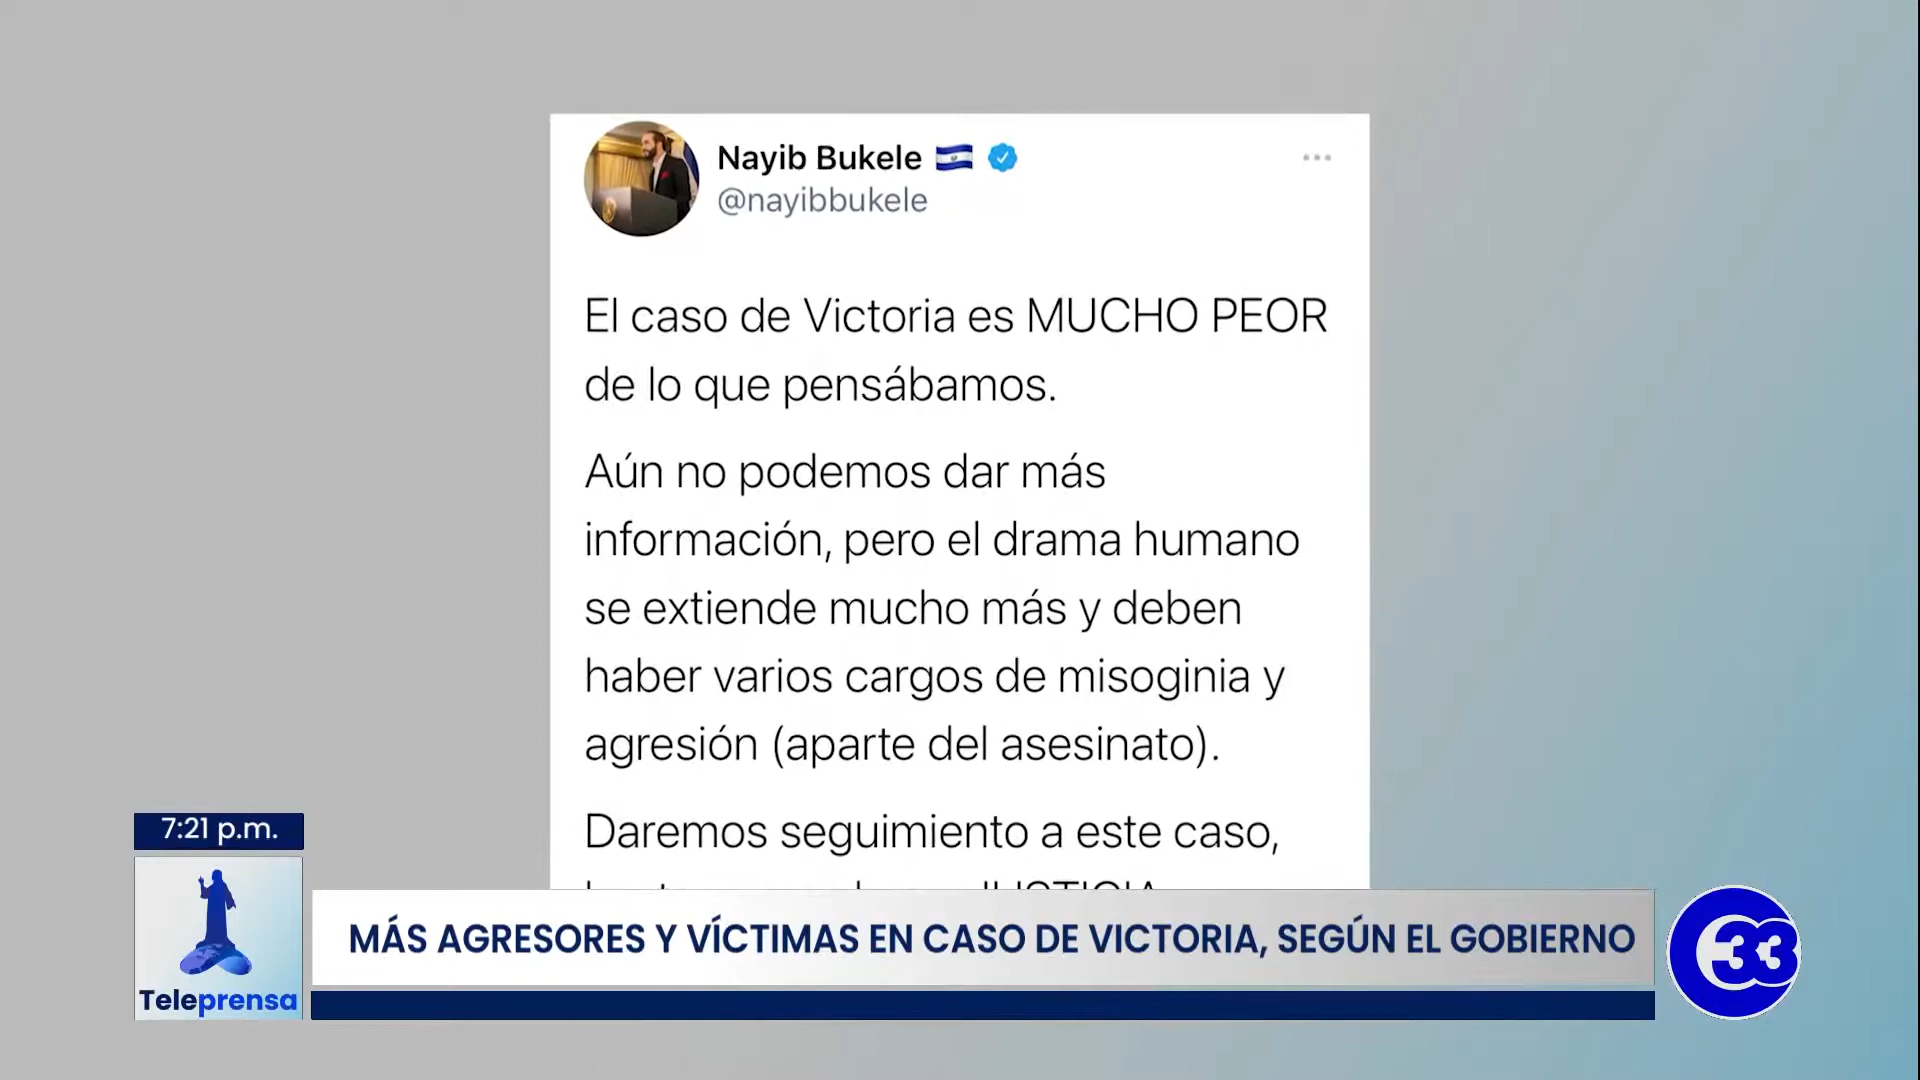 Nayib Bukele
@nayibbukele
El caso de Victoria es MUCHO PEOR
de lo que pensábamos.
Aún no podemos dar más
información, pero el drama humano
se extiende mucho más y deben
haber varios cargos de misoginia y
agresión (aparte del asesinato).
Daremos seguimiento a este caso,
JUSTICIA
7:21 p.m.
MÁS AGRESORES Y VÍCTIMAS EN CASO DE VICTORIA, SEGÚN EL GOBIERNO
Teleprensa
33